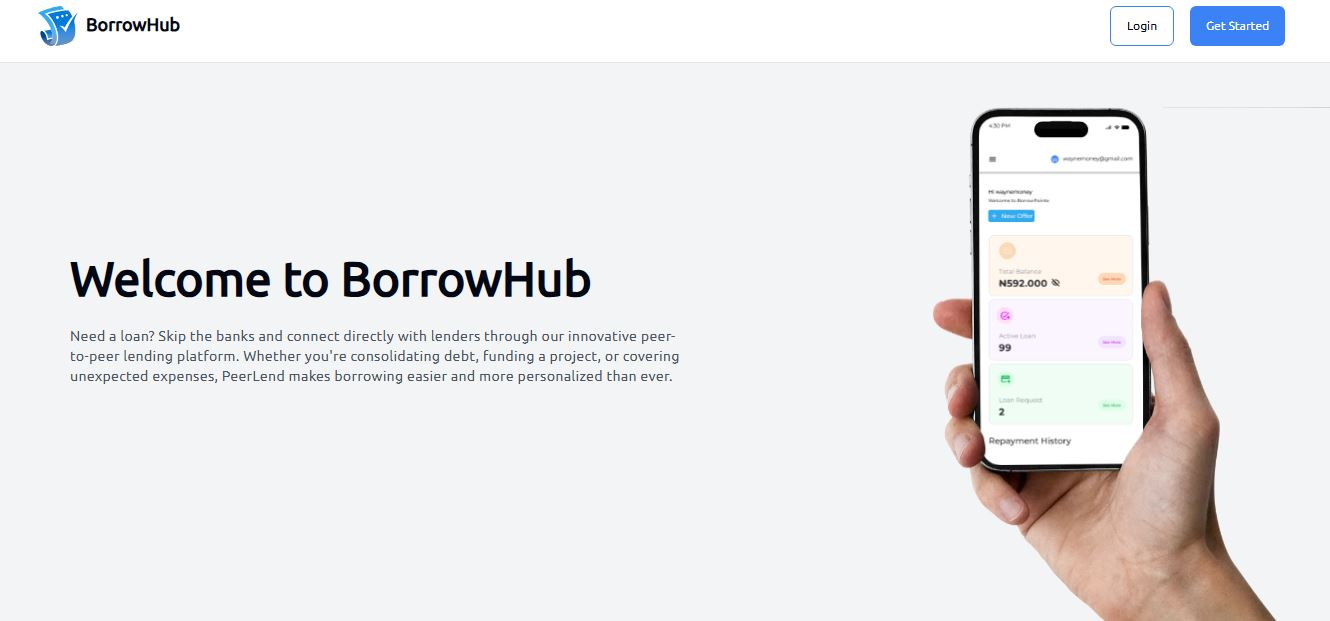 BorrowHub
Login
Get Started
Welcome to BorrowHub
Need a loan? Skip the banks and connect directly with lenders through our innovative peer-
to-peer lending platform. Whether you're consolidating debt, funding a project, or covering
unexpected expenses, PeerLend makes borrowing easier and more personalized than ever.
4:30 PM
waynemoney@gmail.com
Hi waynemoney
Welcome to BorrowPointe
+ New Offer
Total Balance
₦592.000
See More
Active Loan
99
See More
Loan Request
2
See More
Repayment History